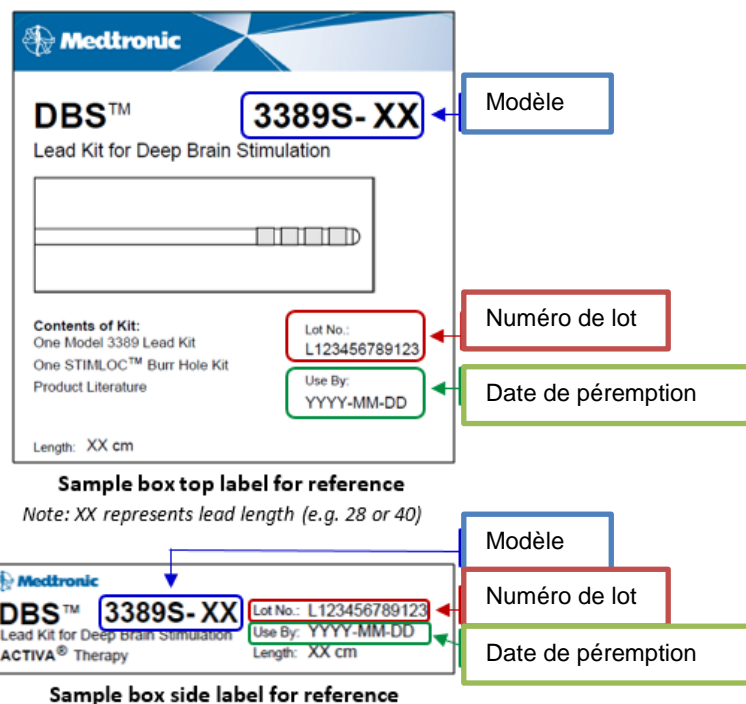 Medtronic
DBS™ 3389S- XX
Modèle
Lead Kit for Deep Brain Stimulation
Contents of Kit:
One Model 3389 Lead Kit
One STIMLOC™ Burr Hole Kit
Product Literature
Lot No.:
L123456789123
Numéro de lot
Use By:
YYYY-MM-DD
Date de péremption
Length: XX cm
Sample box top label for reference
Note: XX represents lead length (e.g. 28 or 40)
Modèle
Medtronic
DBS™ 3389S- XX
Lead Kit for Deep Brain Stimulation
ACTIVA® Therapy
Lot No.: L123456789123
Numéro de lot
Use By: YYYY-MM-DD
Date de péremption
Length: XX cm
Sample box side label for reference